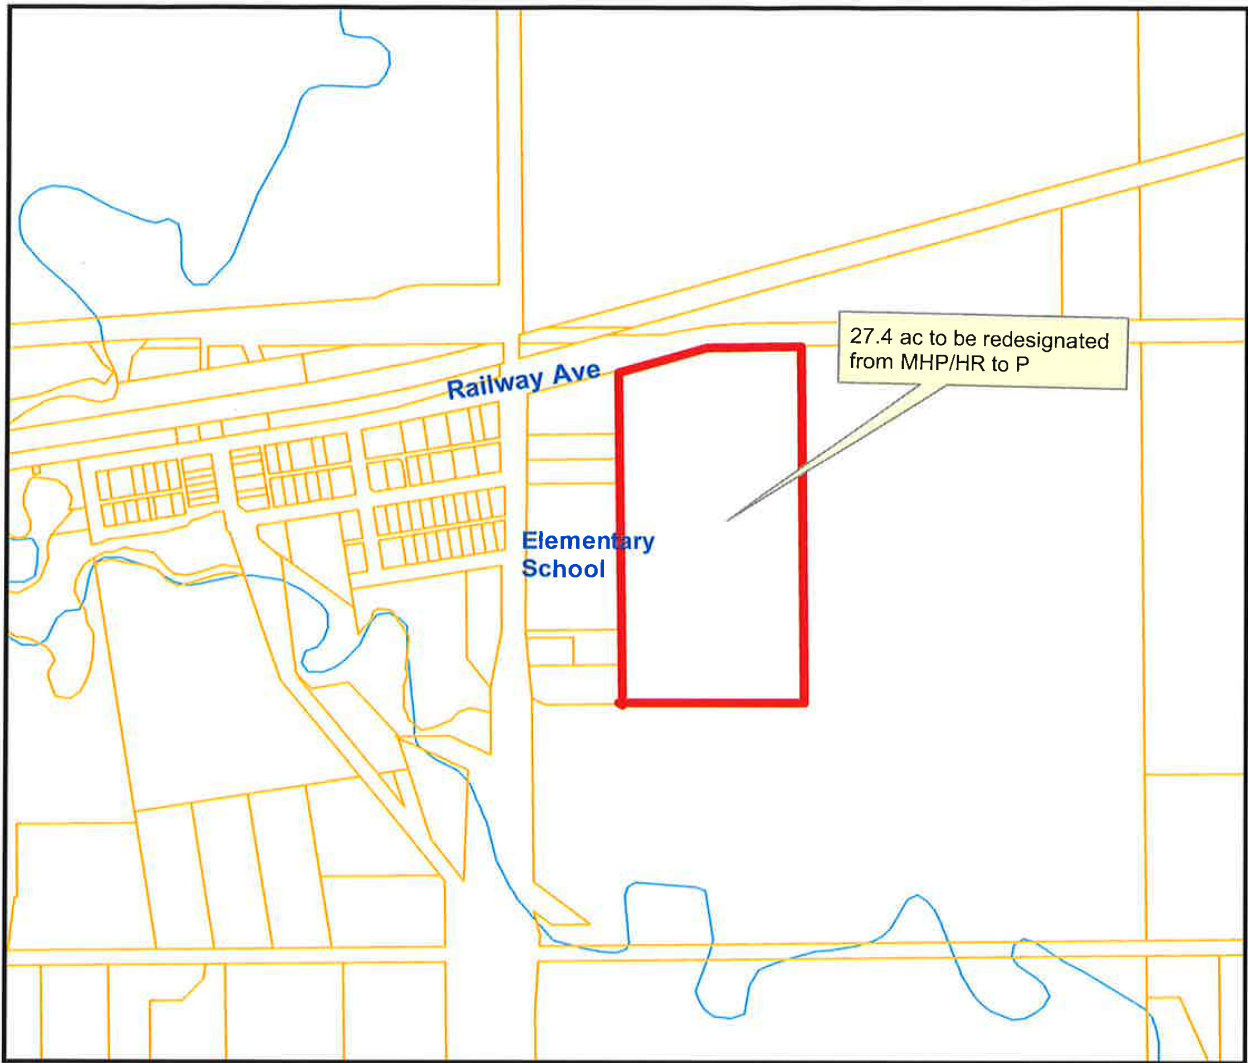 27.4 ac to be redesignated
from MHP/HR to P
Railway Ave
Elementary
School